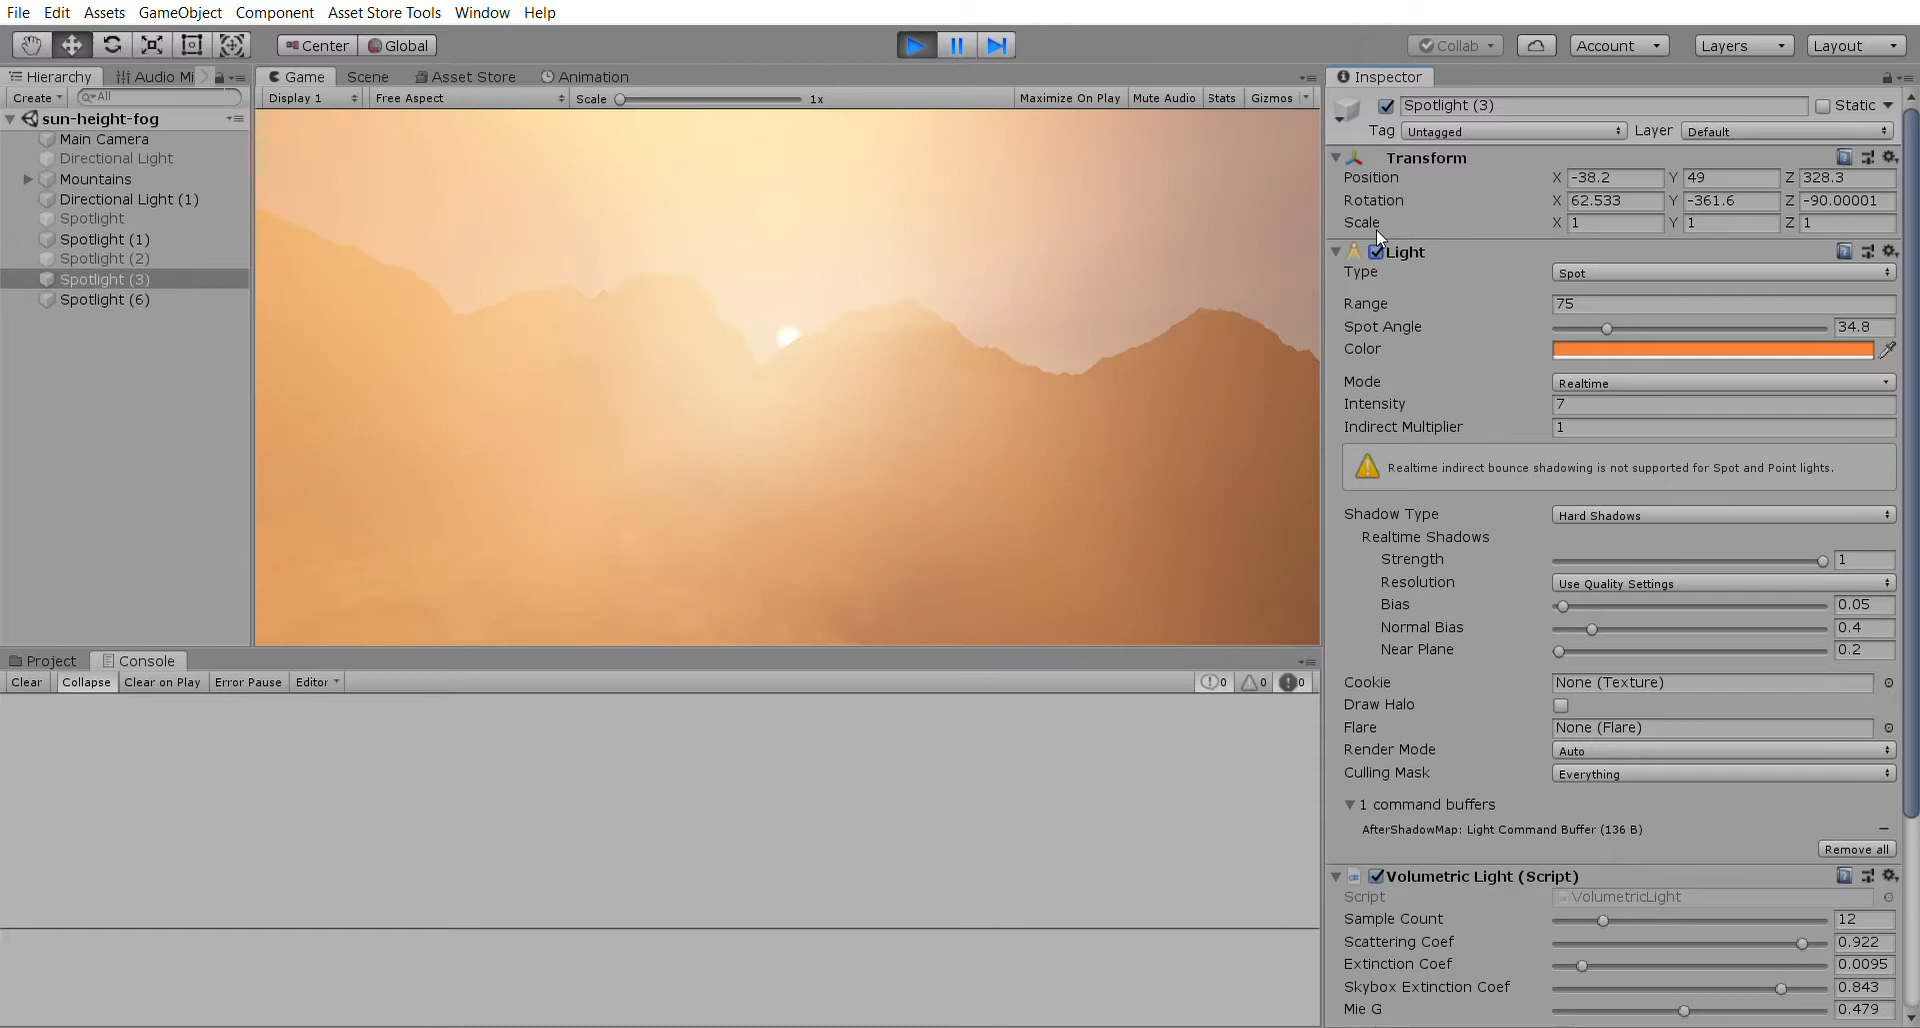 File Edit Assets GameObject Component Asset Store Tools Window Help
Center Global Collab Account Layers Layout
Hierarchy Audio Mi
Create All
sun-height-fog
Main Camera
Directional Light
Mountains
Directional Light (1)
Spotlight
Spotlight (1)
Spotlight (2)
Spotlight (3)
Spotlight (6)
Game Scene Asset Store Animation
Display 1 Free Aspect Scale 1x Maximize On Play Mute Audio Stats Gizmos
Project Console
Clear Collapse Clear on Play Error Pause Editor 0 0 0
Inspector
Spotlight (3) Static
Tag Untagged Layer Default
Transform
Position X -38.2 Y 49 Z 328.3
Rotation X 62.533 Y -361.6 Z -90.00001
Scale X 1 Y 1 Z 1
Light
Type Spot
Range 75
Spot Angle 34.8
Color
Mode Realtime
Intensity 7
Indirect Multiplier 1
Realtime indirect bounce shadowing is not supported for Spot and Point lights.
Shadow Type Hard Shadows
Realtime Shadows
Strength 1
Resolution Use Quality Settings
Bias 0.05
Normal Bias 0.4
Near Plane 0.2
Cookie None (Texture)
Draw Halo
Flare None (Flare)
Render Mode Auto
Culling Mask Everything
1 command buffers
AfterShadowMap: Light Command Buffer (136 B)
Remove all
Volumetric Light (Script)
Script VolumetricLight
Sample Count 12
Scattering Coef 0.922
Extinction Coef 0.0095
Skybox Extinction Coef 0.843
Mie G 0.479